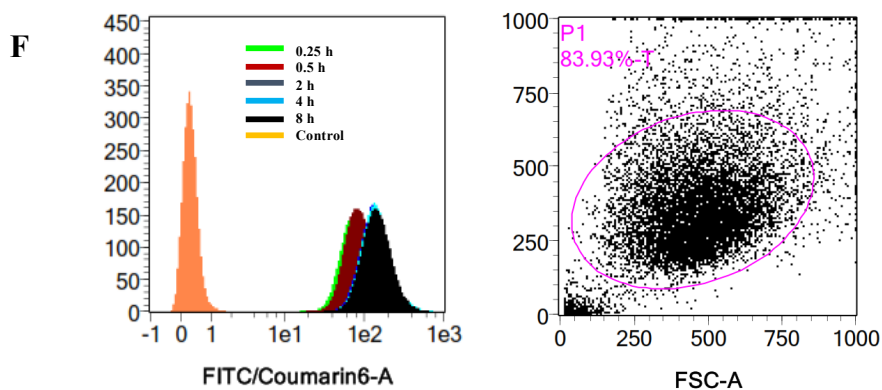 F
450
400
350
300
250
200
150
100
50
0
0.25 h
0.5 h
2 h
4 h
8 h
Control
-1 0 1 1e1 1e2 1e3
FITC/Coumarin6-A
P1
83.93%-T
1000
750
500
250
0
0 250 500 750 1000
FSC-A